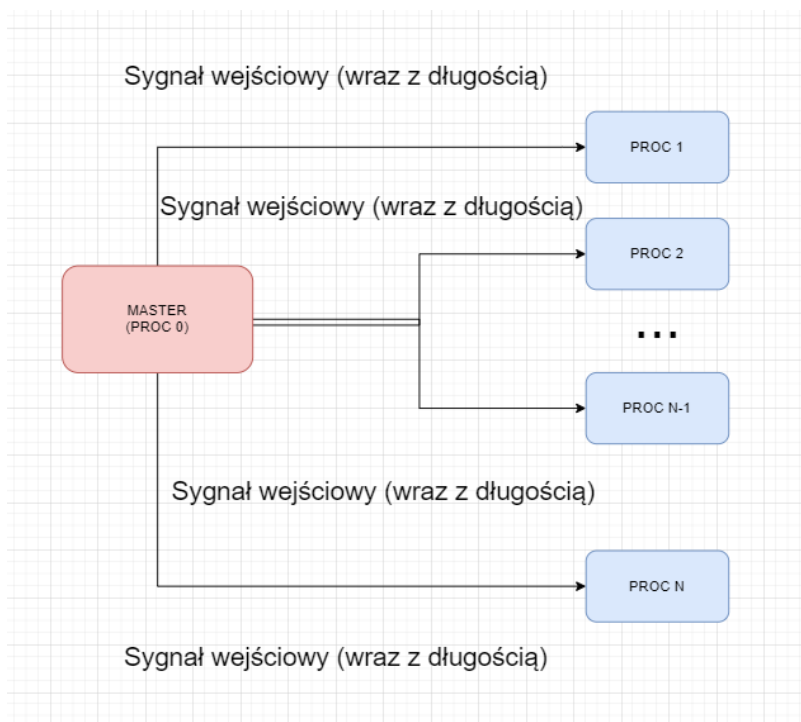 Sygnał wejściowy (wraz z długością)
PROC 1
Sygnał wejściowy (wraz z długością)
PROC 2
MASTER
(PROC 0)
...
PROC N-1
Sygnał wejściowy (wraz z długością)
PROC N
Sygnał wejściowy (wraz z długością)